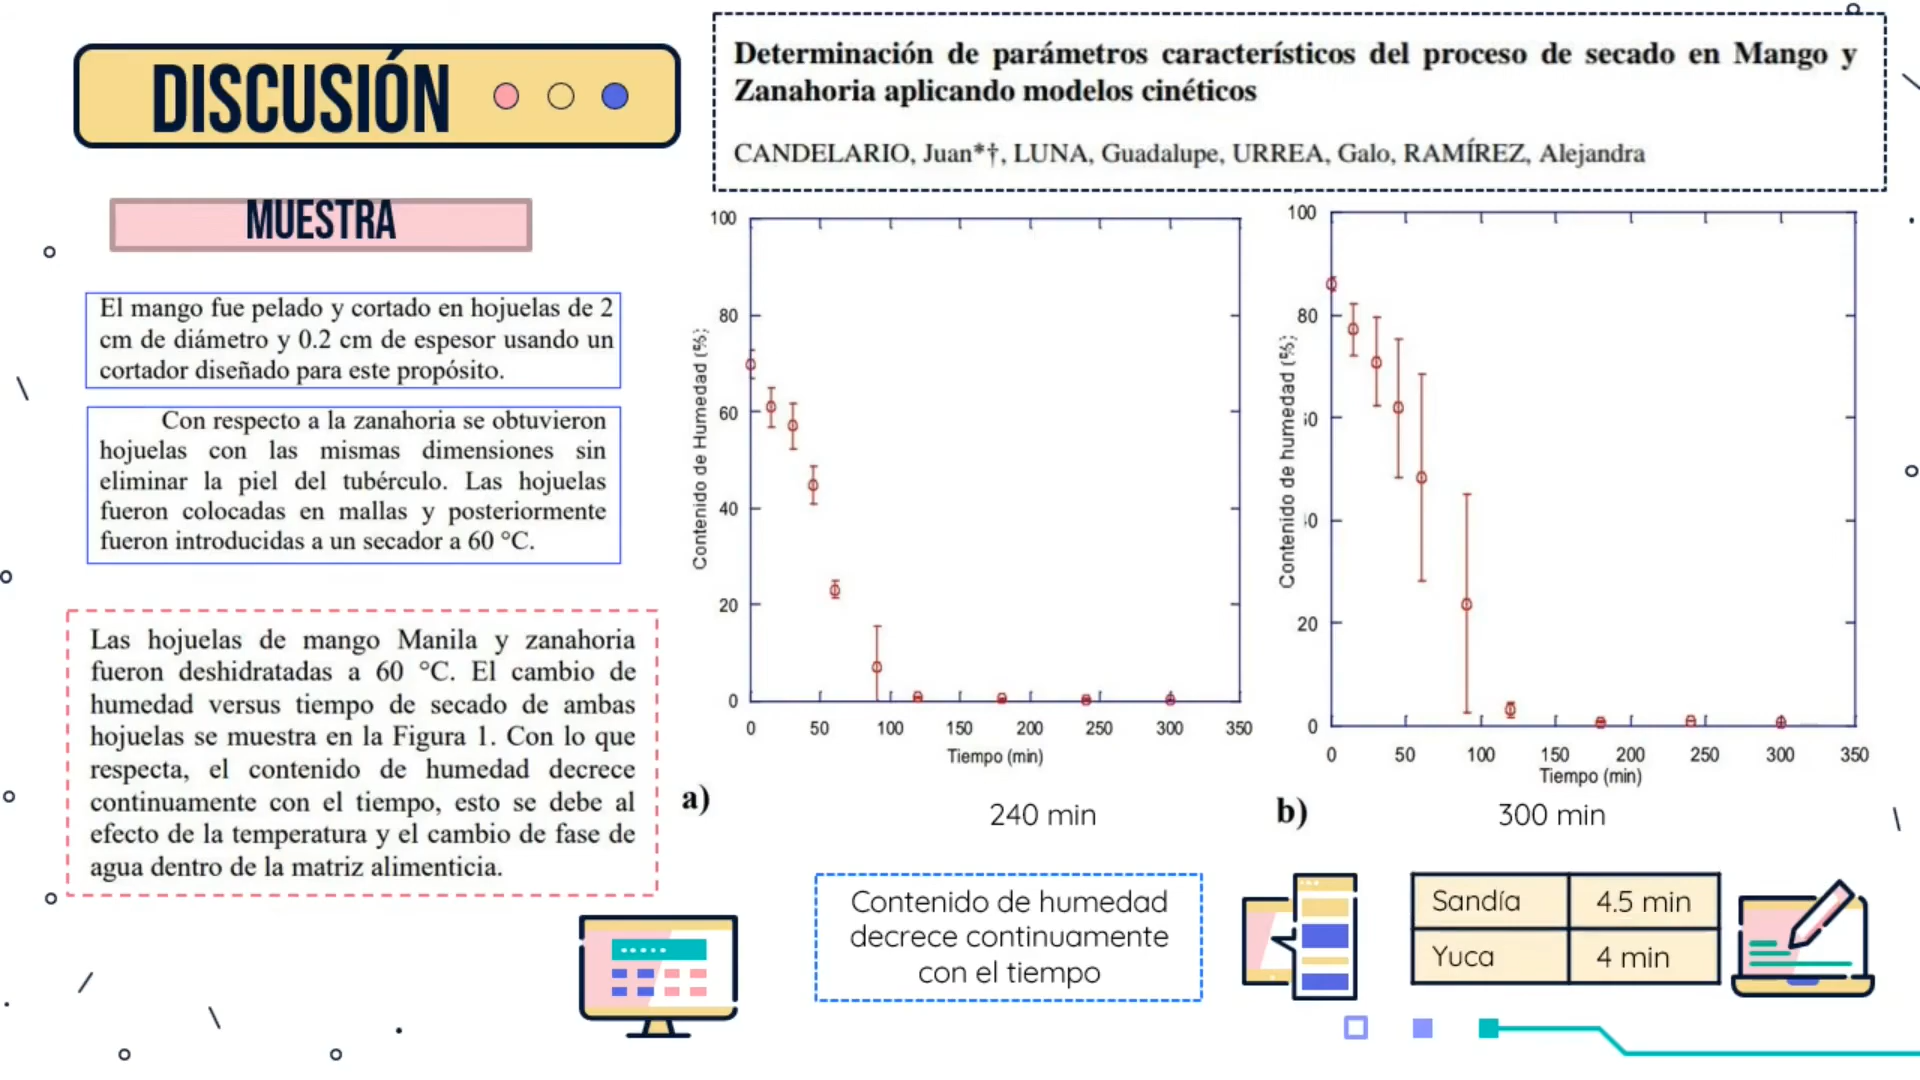 DISCUSIÓN
MUESTRA
El mango fue pelado y cortado en hojuelas de 2
cm de diámetro y 0.2 cm de espesor usando un
cortador diseñado para este propósito.
Con respecto a la zanahoria se obtuvieron
hojuelas con las mismas dimensiones sin
eliminar la piel del tubérculo. Las hojuelas
fueron colocadas en mallas y posteriormente
fueron introducidas a un secador a 60 °C.
Las hojuelas de mango Manila y zanahoria
fueron deshidratadas a 60 °C. El cambio de
humedad versus tiempo de secado de ambas
hojuelas se muestra en la Figura 1. Con lo que
respecta, el contenido de humedad decrece
continuamente con el tiempo, esto se debe al
efecto de la temperatura y el cambio de fase de
agua dentro de la matriz alimenticia.
Determinación de parámetros característicos del proceso de secado en Mango y
Zanahoria aplicando modelos cinéticos
CANDELARIO, Juan*†, LUNA, Guadalupe, URREA, Galo, RAMÍREZ, Alejandra
Contenido de Humedad (%)
100
80
60
40
20
0
0 50 100 150 200 250 300 350
Tiempo (min)
a)
240 min
Contenido de humedad (%)
100
80
20
0
0 50 100 150 200 250 300 350
Tiempo (min)
b)
300 min
Contenido de humedad
decrece continuamente
con el tiempo
Sandía 4.5 min
Yuca 4 min